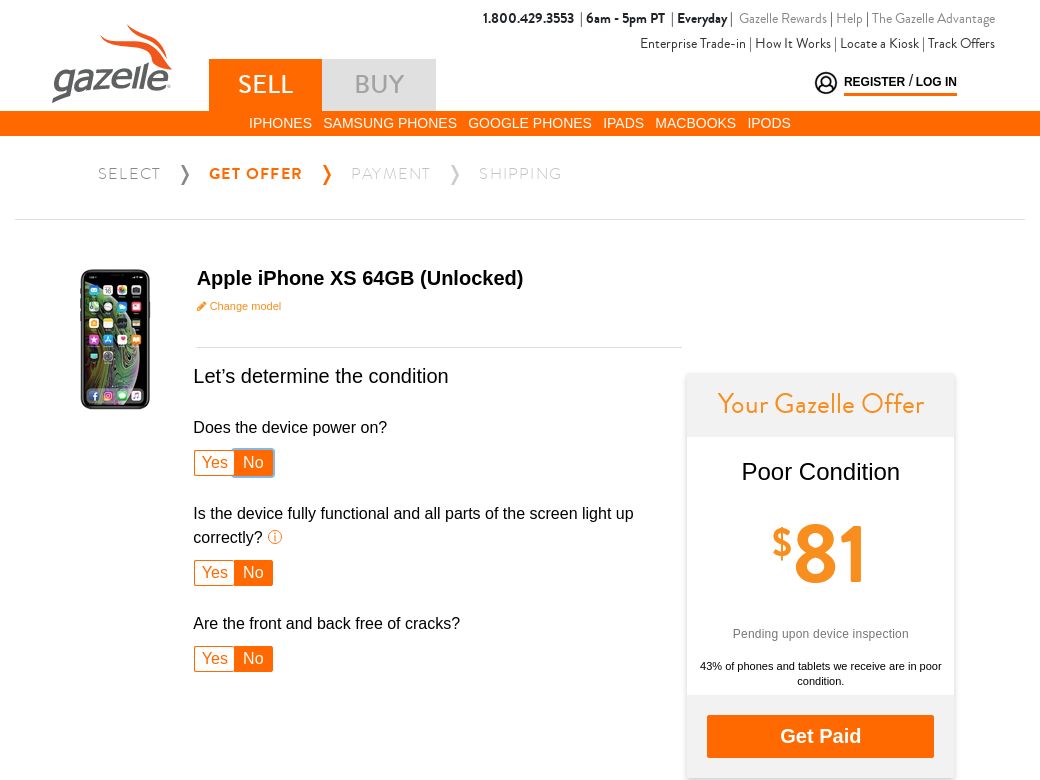 1.800.429.3553 | 6am - 5pm PT | Everyday | Gazelle Rewards | Help | The Gazelle Advantage
Enterprise Trade-in | How It Works | Locate a Kiosk | Track Offers
gazelle
SELL
BUY
REGISTER / LOG IN
IPHONES SAMSUNG PHONES GOOGLE PHONES IPADS MACBOOKS IPODS
SELECT ❭ GET OFFER ❭ PAYMENT ❭ SHIPPING
Apple iPhone XS 64GB (Unlocked)
Change model
Let’s determine the condition
Does the device power on?
Yes No
Is the device fully functional and all parts of the screen light up
correctly? ⓘ
Yes No
Are the front and back free of cracks?
Yes No
Your Gazelle Offer
Poor Condition
$81
Pending upon device inspection
43% of phones and tablets we receive are in poor
condition.
Get Paid